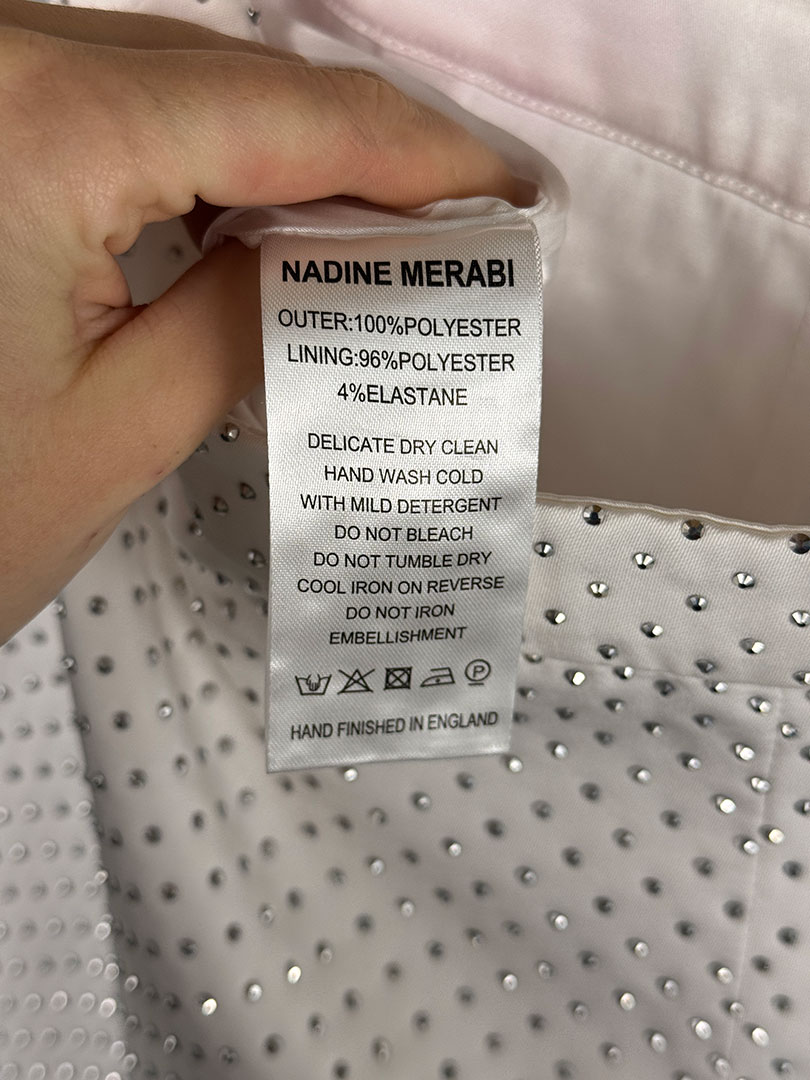 NADINE MERABI
OUTER:100%POLYESTER
LINING:96%POLYESTER
4%ELASTANE
DELICATE DRY CLEAN
HAND WASH COLD
WITH MILD DETERGENT
DO NOT BLEACH
DO NOT TUMBLE DRY
COOL IRON ON REVERSE
DO NOT IRON
EMBELLISHMENT
P
HAND FINISHED IN ENGLAND